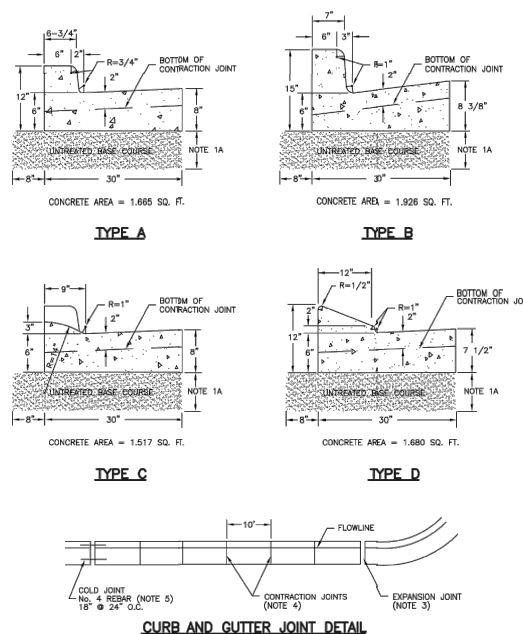 6-3/4"
6"
2"
R=3/4"
2"
BOTTOM OF
CONTRACTION JOINT
12"
6"
8"
UNTREATED BASE COURSE
NOTE 1A
8"
30"
CONCRETE AREA = 1.665 SQ. FT.
TYPE A
7"
6"
3"
R=1"
2"
BOTTOM OF
CONTRACTION JOINT
15"
6"
8 3/8"
UNTREATED BASE COURSE
NOTE 1A
8"
30"
CONCRETE AREA = 1.926 SQ. FT.
TYPE B
9"
R=1"
2"
BOTTOM OF
CONTRACTION JOINT
3"
6"
8"
UNTREATED BASE COURSE
NOTE 1A
8"
30"
CONCRETE AREA = 1.517 SQ. FT.
TYPE C
12"
R=1/2"
R=1"
2"
2"
BOTTOM OF
CONTRACTION JO
12"
6"
7 1/2"
UNTREATED BASE COURSE
NOTE 1A
8"
30"
CONCRETE AREA = 1.680 SQ. FT.
TYPE D
10'
FLOWLINE
COLD JOINT
No. 4 REBAR (NOTE 5)
18" @ 24" O.C.
CONTRACTION JOINTS
(NOTE 4)
EXPANSION JOINT
(NOTE 3)
CURB AND GUTTER JOINT DETAIL